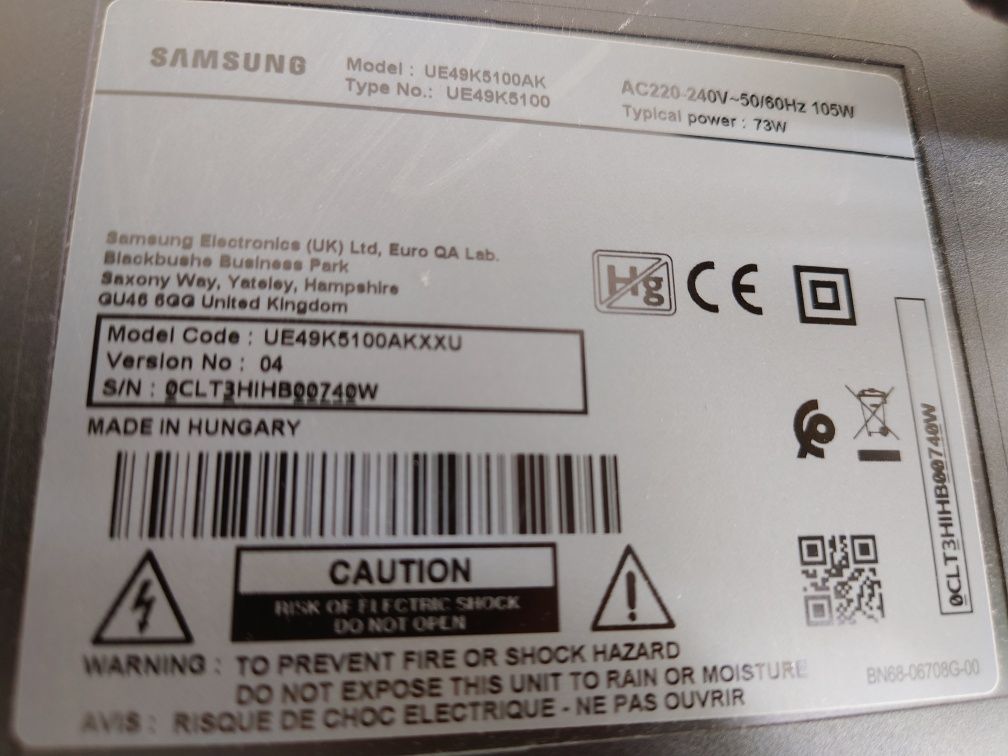 SAMSUNG
Model : UE49K5100AK
Type No.: UE49K5100
AC220-240V~50/60Hz 105W
Typical power : 73W
Samsung Electronics (UK) Ltd, Euro QA Lab.
Blackbushe Business Park
Saxony Way, Yateley, Hampshire
GU46 6GG United Kingdom
Hg
CE
Model Code : UE49K5100AKXXU
Version No : 04
S/N : 0CLT3HIHB00740W
MADE IN HUNGARY
0CLT3HIHB00740W
CAUTION
RISK OF ELECTRIC SHOCK
DO NOT OPEN
WARNING : TO PREVENT FIRE OR SHOCK HAZARD
DO NOT EXPOSE THIS UNIT TO RAIN OR MOISTURE
AVIS : RISQUE DE CHOC ELECTRIQUE - NE PAS OUVRIR
BN68-06708G-00